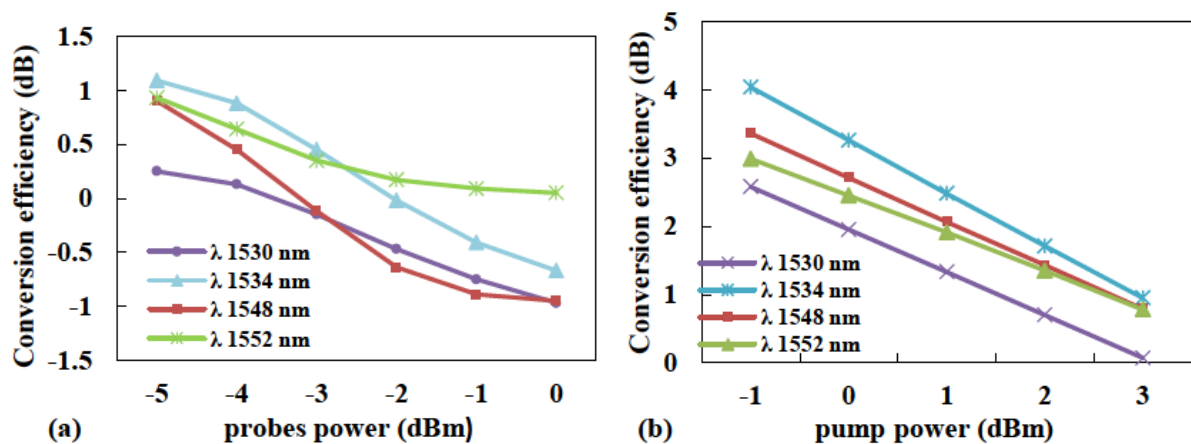 1.5
1
0.5
0
-0.5
-1
-1.5
Conversion efficiency (dB)
λ 1530 nm
λ 1534 nm
λ 1548 nm
λ 1552 nm
-5 -4 -3 -2 -1 0
(a) probes power (dBm)
5
4
3
2
1
0
Conversion efficiency (dB)
λ 1530 nm
λ 1534 nm
λ 1548 nm
λ 1552 nm
-1 0 1 2 3
(b) pump power (dBm)